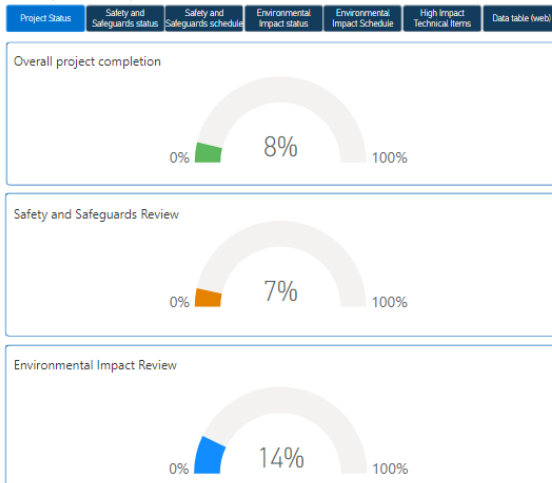 Project Status
Safety and
Safeguards status
Safety and
Safeguards schedule
Environmental
Impact status
Environmental
Impact Schedule
High Impact
Technical Items
Data table (web)
Overall project completion
0% 8% 100%
Safety and Safeguards Review
0% 7% 100%
Environmental Impact Review
0% 14% 100%